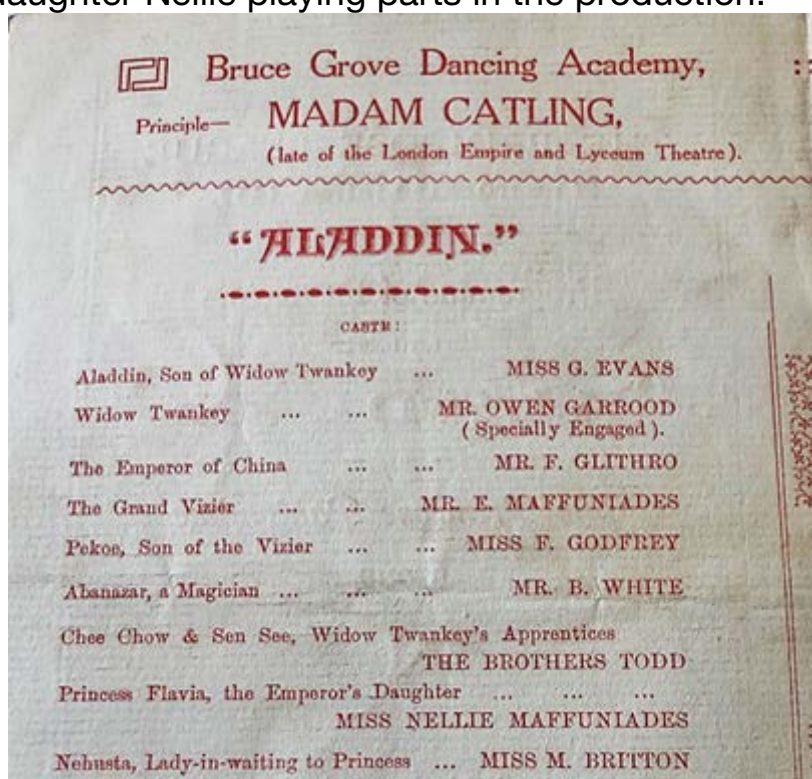 daughter Nellie playing parts in the production.
Bruce Grove Dancing Academy,
Principle— MADAM CATLING,
(late of the London Empire and Lyceum Theatre).
"ALADDIN."
CASTE:
Aladdin, Son of Widow Twankey ... MISS G. EVANS
Widow Twankey ... ... MR. OWEN GARROOD
(Specially Engaged).
The Emperor of China ... ... MR. F. GLITHRO
The Grand Vizier ... ... MR. E. MAFFUNIADES
Pekoe, Son of the Vizier ... ... MISS F. GODFREY
Abanazar, a Magician ... ... ... MR. B. WHITE
Chee Chow & Sen See, Widow Twankey's Apprentices
THE BROTHERS TODD
Princess Flavia, the Emperor's Daughter ... ... ...
MISS NELLIE MAFFUNIADES
Nehusta, Lady-in-waiting to Princess ... MISS M. BRITTON